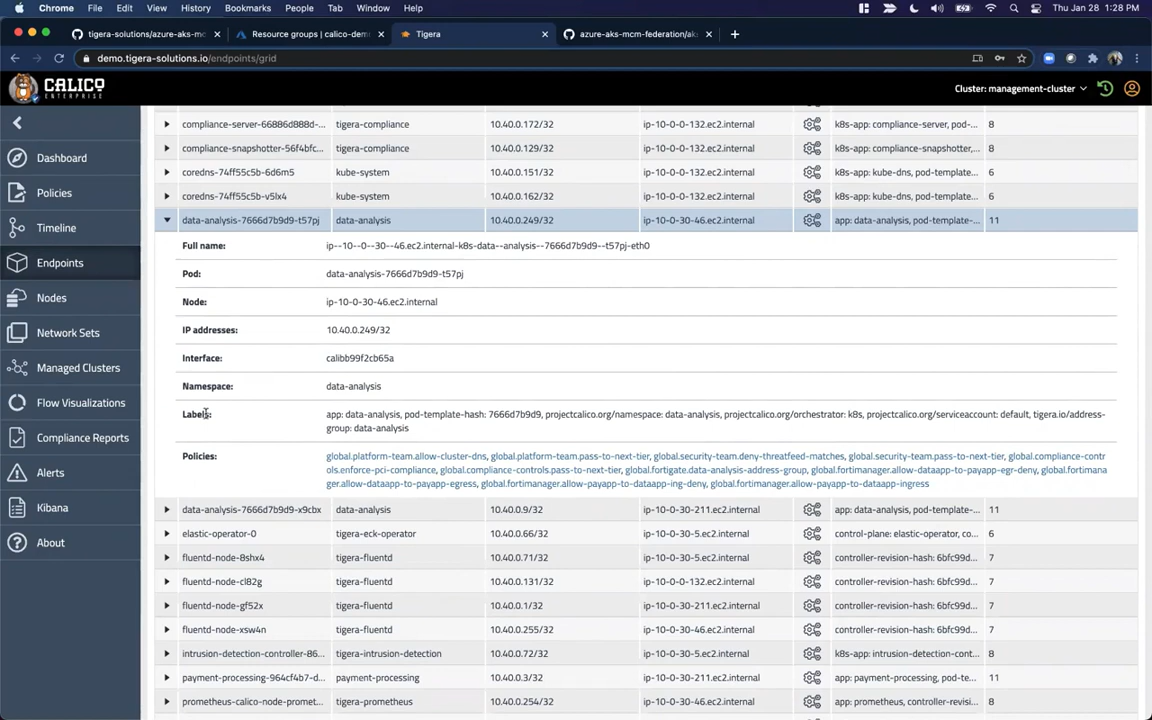 Chrome File Edit View History Bookmarks People Tab Window Help Thu Jan 28 1:28 PM
tigera-solutions/azure-aks-mc Resource groups | calico-dem Tigera azure-aks-mcm-federation/aks
demo.tigera-solutions.io/endpoints/grid
CALICO ENTERPRISE Cluster: management-cluster
Dashboard
Policies
Timeline
Endpoints
Nodes
Network Sets
Managed Clusters
Flow Visualizations
Compliance Reports
Alerts
Kibana
About
compliance-server-66886d888d-... tigera-compliance 10.40.0.172/32 ip-10-0-0-132.ec2.internal k8s-app: compliance-server, pod-... 8
compliance-snapshotter-56f4bfc... tigera-compliance 10.40.0.129/32 ip-10-0-0-132.ec2.internal k8s-app: compliance-snapshotter,... 8
coredns-74ff55c5b-6d6m5 kube-system 10.40.0.151/32 ip-10-0-0-132.ec2.internal k8s-app: kube-dns, pod-template... 6
coredns-74ff55c5b-v5lx4 kube-system 10.40.0.162/32 ip-10-0-0-132.ec2.internal k8s-app: kube-dns, pod-template... 6
data-analysis-7666d7b9d9-t57pj data-analysis 10.40.0.249/32 ip-10-0-30-46.ec2.internal app: data-analysis, pod-template-... 11
Full name: ip--10--0--30--46.ec2.internal-k8s-data--analysis--7666d7b9d9--t57pj-eth0
Pod: data-analysis-7666d7b9d9-t57pj
Node: ip-10-0-30-46.ec2.internal
IP addresses: 10.40.0.249/32
Interface: calibb99f2cb65a
Namespace: data-analysis
Labels: app: data-analysis, pod-template-hash: 7666d7b9d9, projectcalico.org/namespace: data-analysis, projectcalico.org/orchestrator: k8s, projectcalico.org/serviceaccount: default, tigera.io/address-
group: data-analysis
Policies: global.platform-team.allow-cluster-dns, global.platform-team.pass-to-next-tier, global.security-team.deny-threatfeed-matches, global.security-team.pass-to-next-tier, global.compliance-contr
ols.enforce-pci-compliance, global.compliance-controls.pass-to-next-tier, global.fortigate.data-analysis-address-group, global.fortimanager.allow-dataapp-to-payapp-egr-deny, global.fortimana
ger.allow-dataapp-to-payapp-egress, global.fortimanager.allow-payapp-to-dataapp-ing-deny, global.fortimanager.allow-payapp-to-dataapp-ingress
data-analysis-7666d7b9d9-x9cbx data-analysis 10.40.0.9/32 ip-10-0-30-211.ec2.internal app: data-analysis, pod-template-... 11
elastic-operator-0 tigera-eck-operator 10.40.0.66/32 ip-10-0-30-5.ec2.internal control-plane: elastic-operator, co... 6
fluentd-node-8shx4 tigera-fluentd 10.40.0.71/32 ip-10-0-30-5.ec2.internal controller-revision-hash: 6bfc99d... 7
fluentd-node-cl82g tigera-fluentd 10.40.0.131/32 ip-10-0-0-132.ec2.internal controller-revision-hash: 6bfc99d... 7
fluentd-node-gf52x tigera-fluentd 10.40.0.1/32 ip-10-0-30-211.ec2.internal controller-revision-hash: 6bfc99d... 7
fluentd-node-xsw4n tigera-fluentd 10.40.0.255/32 ip-10-0-30-46.ec2.internal controller-revision-hash: 6bfc99d... 7
intrusion-detection-controller-86... tigera-intrusion-detection 10.40.0.72/32 ip-10-0-30-5.ec2.internal k8s-app: intrusion-detection-cont... 8
payment-processing-964cf4b7-d... payment-processing 10.40.0.3/32 ip-10-0-30-211.ec2.internal app: payment-processing, pod-te... 11
prometheus-calico-node-promet... tigera-prometheus 10.40.0.254/32 ip-10-0-30-46.ec2.internal app: prometheus, controller-revisi... 8